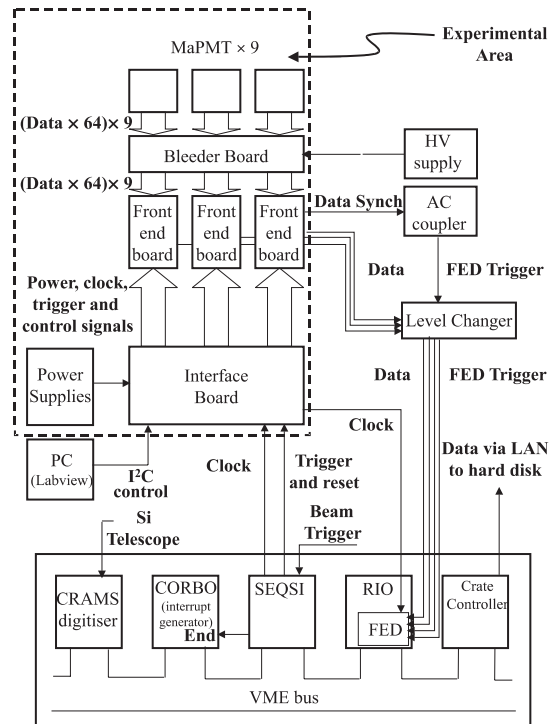 MaPMT × 9
Experimental
Area
(Data × 64)× 9
Bleeder Board
HV
supply
(Data × 64)× 9
Front
end
board
Front
end
board
Front
end
board
Data Synch
AC
coupler
Data
FED Trigger
Power, clock,
trigger and
control signals
Level Changer
Power
Supplies
Interface
Board
Data
FED Trigger
Clock
PC
(Labview)
I²C
control
Clock
Trigger
and reset
Data via LAN
to hard disk
Si
Telescope
Beam
Trigger
CRAMS
digitiser
CORBO
(interrupt
generator)
End
SEQSI
RIO
FED
Crate
Controller
VME bus